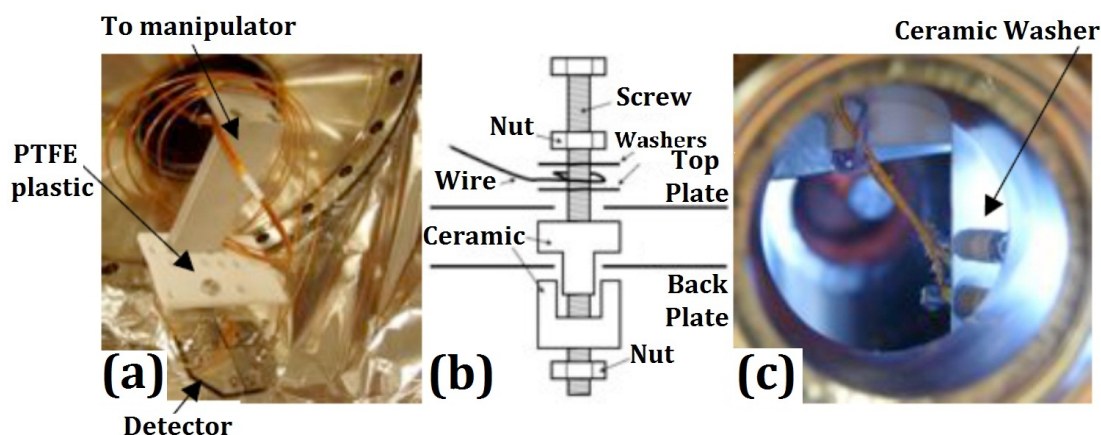 To manipulator
PTFE
plastic
Detector
(a)
Screw
Nut
Washers
Top
Plate
Wire
Ceramic
Back
Plate
Nut
(b)
Ceramic Washer
(c)